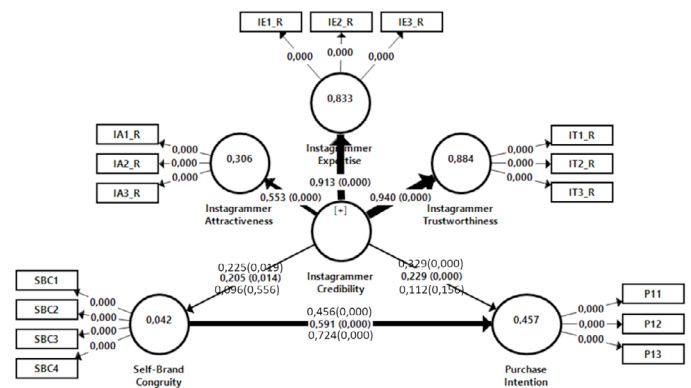 IE1_R IE2_R IE3_R
0,000 0,000 0,000
0,833
Instagrammer
Expertise
IA1_R
IA2_R
IA3_R
0,000
0,000
0,000
0,306
Instagrammer
Attractiveness
0,884
Instagrammer
Trustworthiness
0,000
0,000
0,000
IT1_R
IT2_R
IT3_R
0,913 (0,000)
0,553 (0,000)
0,940 (0,000)
[+]
Instagrammer
Credibility
0,225(0,019)
0,205 (0,014)
0,096(0,556)
0,329(0,000)
0,229 (0,000)
0,112(0,156)
SBC1
SBC2
SBC3
SBC4
0,000
0,000
0,000
0,000
0,042
Self-Brand
Congruity
0,456(0,000)
0,591 (0,000)
0,724(0,000)
0,457
Purchase
Intention
0,000
0,000
0,000
P11
P12
P13